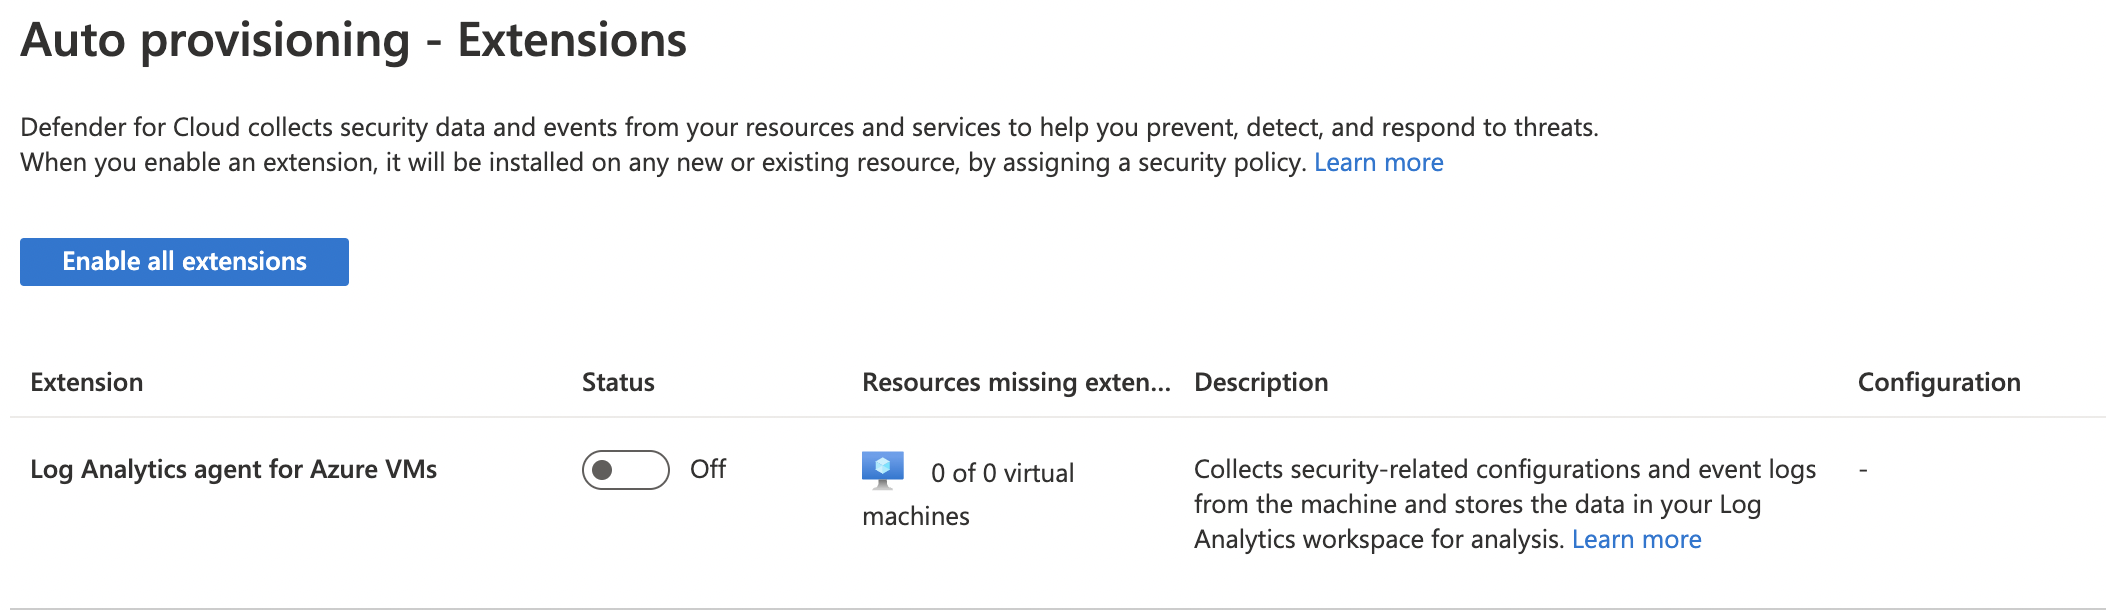 Auto provisioning - Extensions
Defender for Cloud collects security data and events from your resources and services to help you prevent, detect, and respond to threats.
When you enable an extension, it will be installed on any new or existing resource, by assigning a security policy. Learn more
Enable all extensions
Extension Status Resources missing exten... Description Configuration
Log Analytics agent for Azure VMs Off 0 of 0 virtual
machines
Collects security-related configurations and event logs
from the machine and stores the data in your Log
Analytics workspace for analysis. Learn more
-